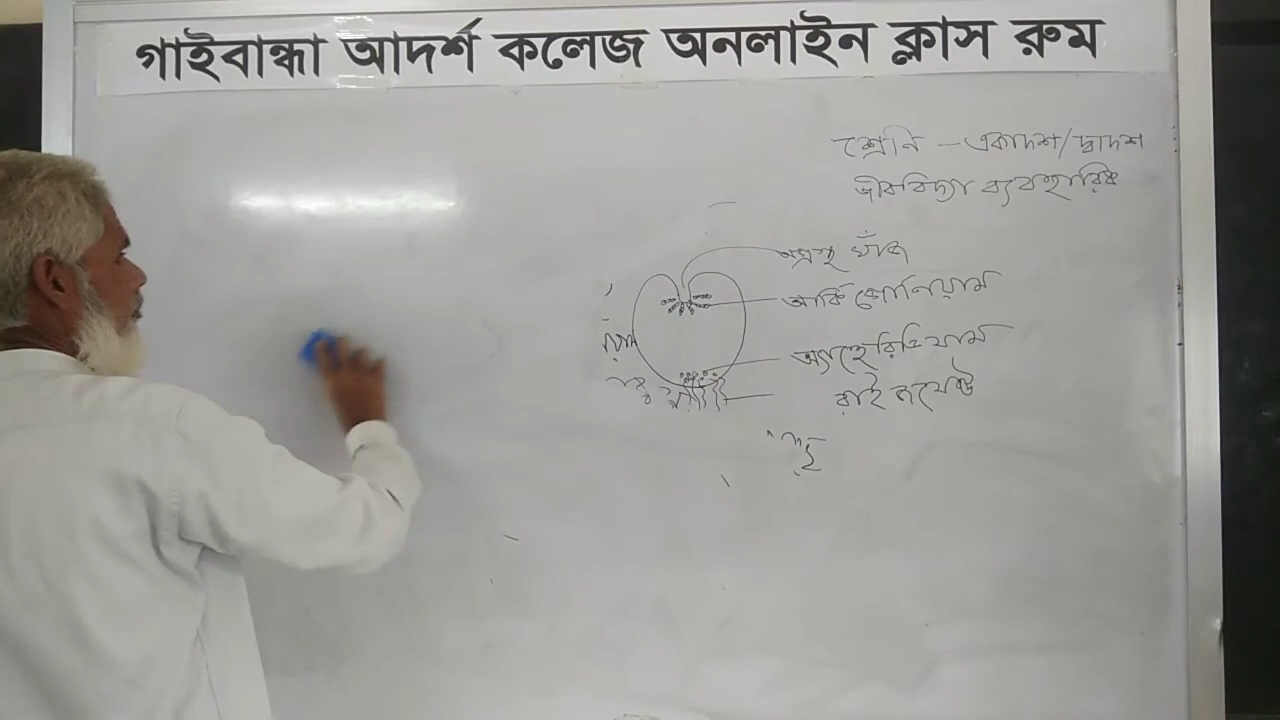 গাইবান্ধা আদর্শ কলেজ অনলাইন ক্লাস রুম
শ্রেনি - একাদশ/দ্বাদশ
জীববিদ্যা ব্যবহারিক
অগ্রস্থ খাঁজ
আর্কিগোনিয়াম
অ্যান্থেরিডিয়াম
রাইজয়েড